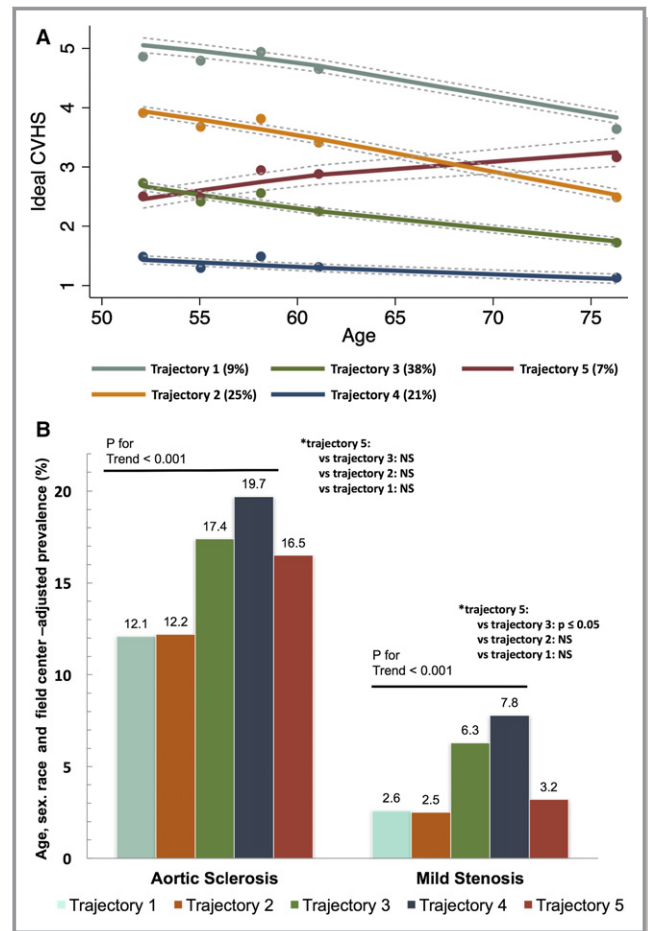 A
Ideal CVHS
5
4
3
2
1
50 55 60 65 70 75
Age
Trajectory 1 (9%) Trajectory 3 (38%) Trajectory 5 (7%)
Trajectory 2 (25%) Trajectory 4 (21%)
B
Age, sex. race and field center –adjusted prevalence (%)
P for
Trend < 0.001
*trajectory 5:
vs trajectory 3: NS
vs trajectory 2: NS
vs trajectory 1: NS
20
15
10
5
0
12.1 12.2 17.4 19.7 16.5
*trajectory 5:
vs trajectory 3: p ≤ 0.05
vs trajectory 2: NS
vs trajectory 1: NS
P for
Trend < 0.001
2.6 2.5 6.3 7.8 3.2
Aortic Sclerosis Mild Stenosis
Trajectory 1 Trajectory 2 Trajectory 3 Trajectory 4 Trajectory 5